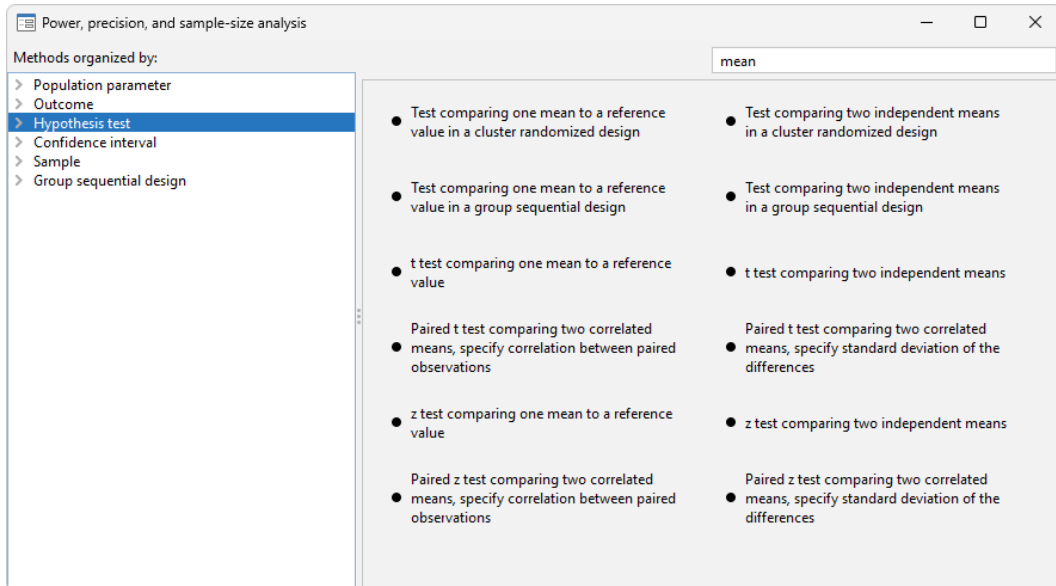 Power, precision, and sample-size analysis
Methods organized by:
mean
Population parameter
Outcome
Hypothesis test
Confidence interval
Sample
Group sequential design
Test comparing one mean to a reference
value in a cluster randomized design
Test comparing two independent means
in a cluster randomized design
Test comparing one mean to a reference
value in a group sequential design
Test comparing two independent means
in a group sequential design
t test comparing one mean to a reference
value
t test comparing two independent means
Paired t test comparing two correlated
means, specify correlation between paired
observations
Paired t test comparing two correlated
means, specify standard deviation of the
differences
z test comparing one mean to a reference
value
z test comparing two independent means
Paired z test comparing two correlated
means, specify correlation between paired
observations
Paired z test comparing two correlated
means, specify standard deviation of the
differences